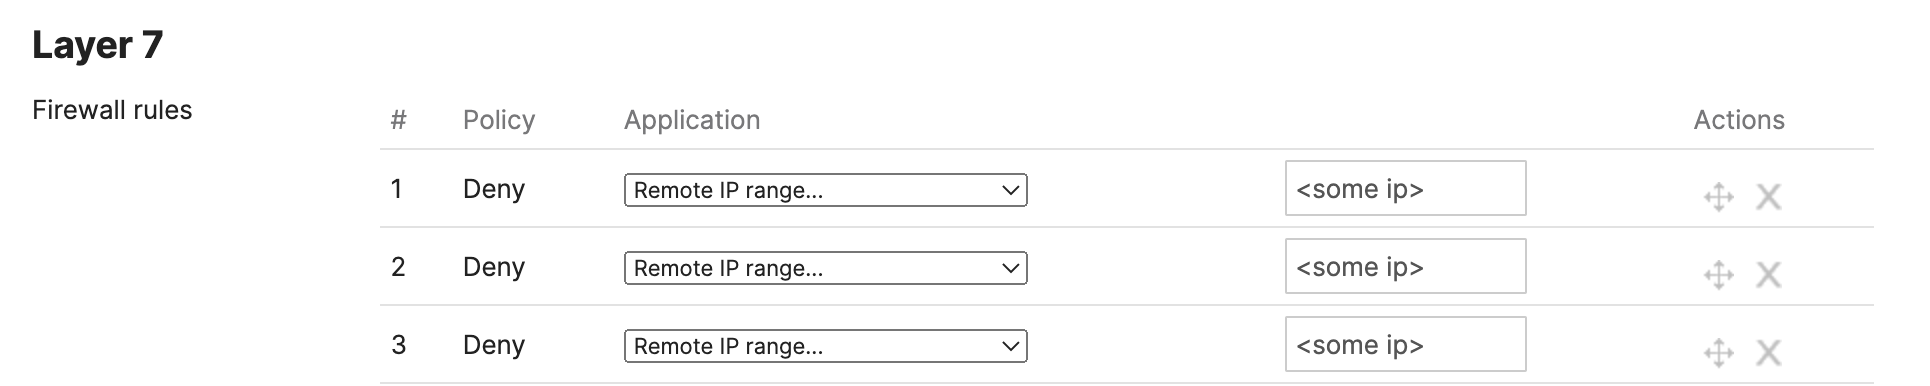 Layer 7
Firewall rules
# Policy Application Actions
1 Deny Remote IP range... <some ip>
2 Deny Remote IP range... <some ip>
3 Deny Remote IP range... <some ip>